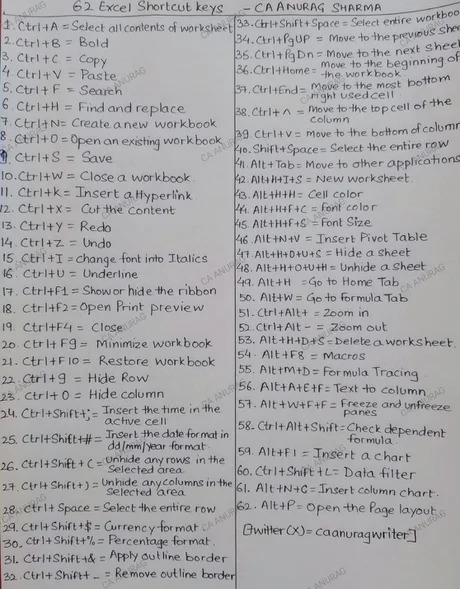 62 Excel Shortcut keys - CA ANURAG SHARMA
1. Ctrl+A = Select all contents of worksheet
2. Ctrl+B = Bold
3. Ctrl+C = Copy
4. Ctrl+V = Paste
5. Ctrl+F = Search
6. Ctrl+H = Find and replace
7. Ctrl+N= Create a new workbook
8. Ctrl+O=Open an existing workbook
9. Ctrl+S = Save
10. Ctrl+W = Close a workbook.
11. Ctrl+K= Insert a Hyperlink
12. Ctrl+X= Cut the content
13. Ctrl+Y = Redo
14. Ctrl+Z = Undo
15. Ctrl+I = change font into Italics
16. Ctrl+U = Underline
17. Ctrl+F1 = Show or hide the ribbon
18. Ctrl+F2=Open Print preview
19. Ctrl+F4 = Close
20. Ctrl+F9= Minimize workbook
21. Ctrl+F10 = Restore workbook
22. Ctrl+9 = Hide Row
23. Ctrl+0 = Hide column
24. Ctrl+Shift+; = Insert the time in the
active cell
25. Ctrl+Shift+# = Insert the date format in
dd/mm/year format
26. Ctrl+Shift+( = Unhide any rows in the
Selected area
27. Ctrl+Shift+) = Unhide any columns in the
Selected area
28. Ctrl+Space = Select the entire row
29. Ctrl+Shift+$ = Currency format
30. Ctrl+Shift+% = Percentage format.
31. Ctrl+Shift+& = Apply outline border
32. Ctrl+Shift+_ = Remove outline border
33. Ctrl+Shift+Space = Select entire
34. Ctrl+PgUP = Move to the previous
35. Ctrl+PgDn = Move to the next
36. Ctrl+Home= Move to the beginning of
the workbook
37. Ctrl+End= Move to the most bottom
right used cell
38. Ctrl+^ = Move to the top cell of the
column
39. Ctrl+v = Move to the bottom of column
40. Shift+Space= Select the entire row
41. Alt+Tab= Move to other applications
42. Alt+H+I+S = New worksheet.
43. Alt+H+H= Cell color
44. Alt+H+F+C = font color
45. Alt+H+F+S = Font Size
46. Alt+N+V = Insert Pivot Table
47. Alt+H+O+U+S = Hide a sheet
48. Alt+H+O+U+H = Unhide a sheet
49. Alt+H =Go to Home Tab
50. Alt+W= Go to Formula Tab
51. Ctrl+Alt+ = Zoom in
52. Ctrl+Alt- = Zoom out
53. Alt+H+D+S=Delete a worksheet.
54. Alt+F8 = Macros
55. Alt+M+D= Formula Tracing
56. Alt+A+E+F= Text to column
57. Alt+W+F+F= Freeze and unfreeze
panes
58. Ctrl+Alt+Shift=Check dependent
formula.
59. Alt+F1 = Insert a chart
60. Ctrl+Shift+L= Data filter
61. Alt+N+C= Insert column chart.
62. Alt+P= Open the Page layout
[twitter(X)=caanuragwriter]
CA ANURAG